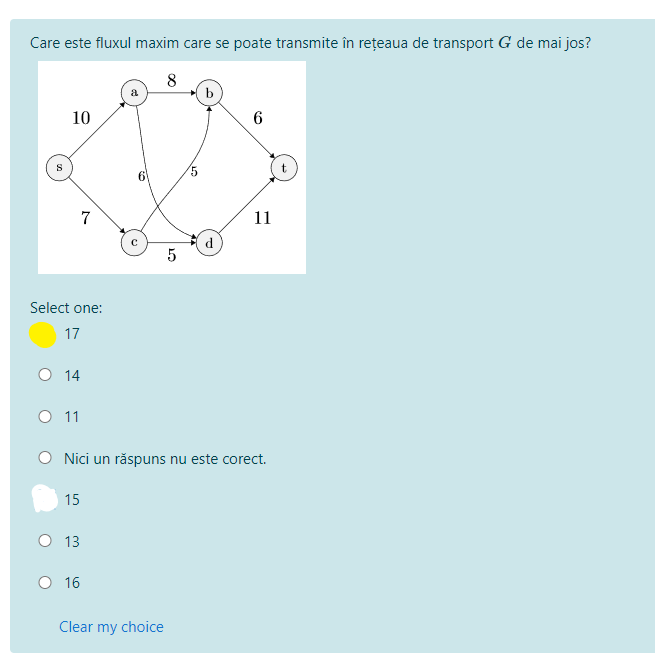 Care este fluxul maxim care se poate transmite în rețeaua de transport G de mai jos?
8
a
b
10
6
s
6
5
t
7
11
c
d
5
Select one:
17
14
11
Nici un răspuns nu este corect.
15
13
16
Clear my choice